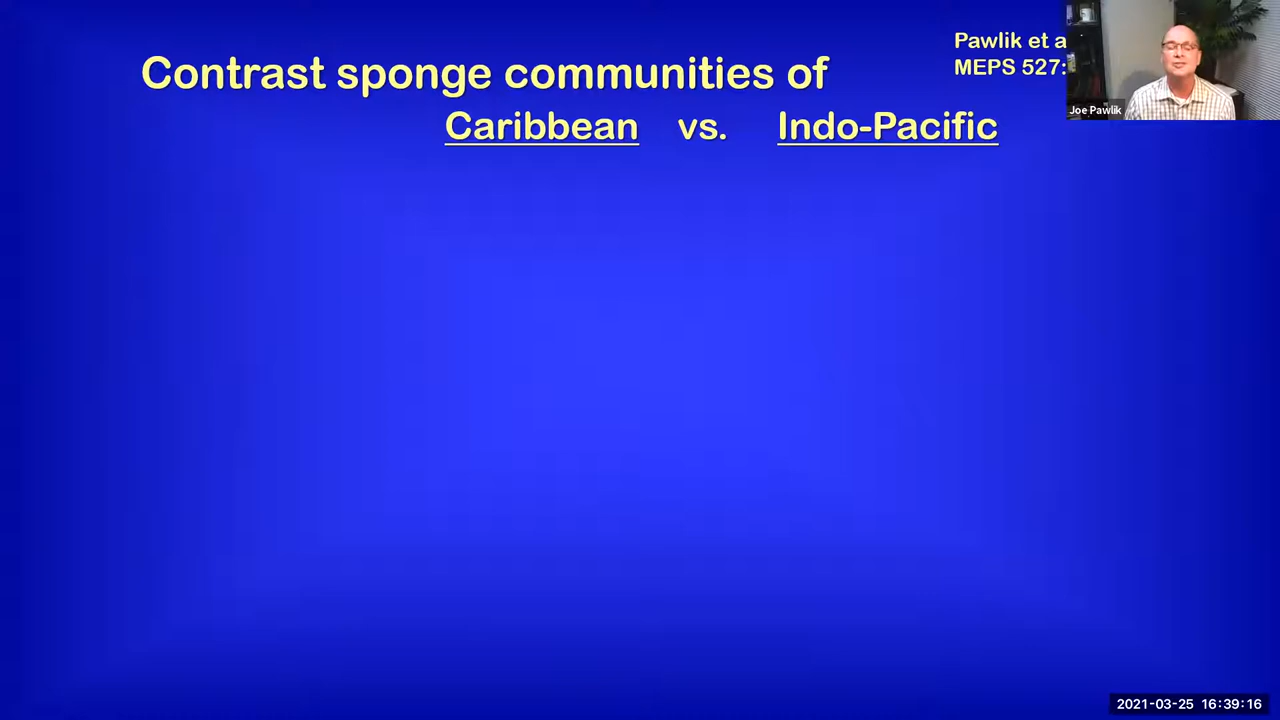 Contrast sponge communities of
Caribbean vs. Indo-Pacific
Pawlik et a
MEPS 527:
Joe Pawlik
2021-03-25 16:39:16